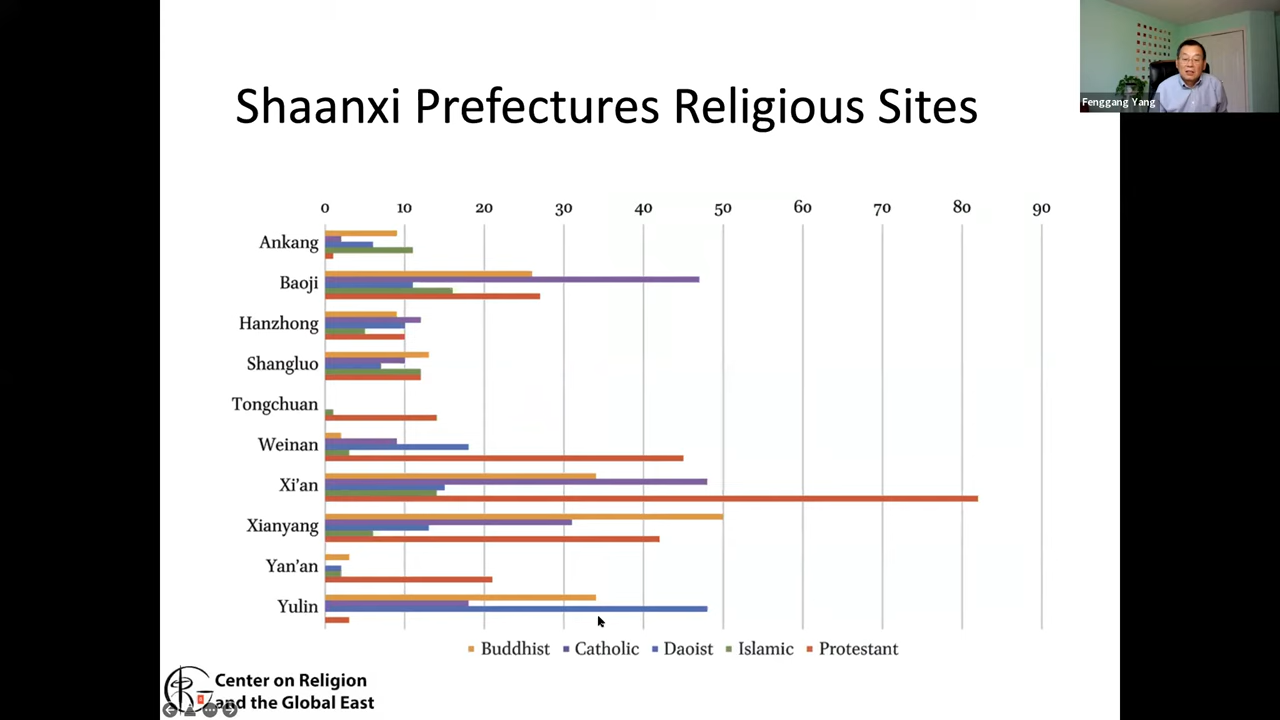 Shaanxi Prefectures Religious Sites
Fenggang Yang
0 10 20 30 40 50 60 70 80 90
Ankang
Baoji
Hanzhong
Shangluo
Tongchuan
Weinan
Xi’an
Xianyang
Yan’an
Yulin
Buddhist Catholic Daoist Islamic Protestant
Center on Religion
and the Global East